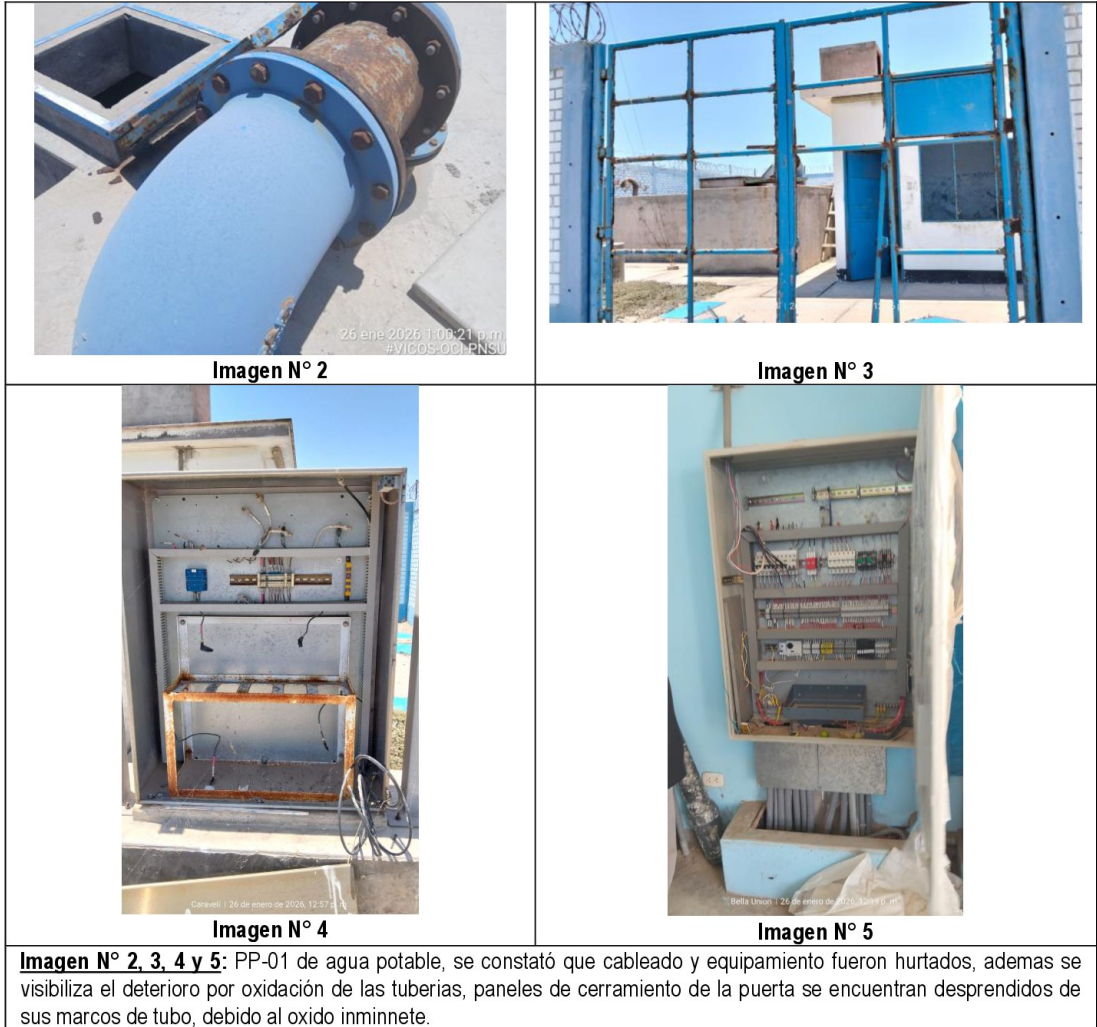 26 ene 2026 1:00:21 p.m.
#VICOS-OCI-PNSU
Imagen N° 2
Imagen N° 3
Caraveli | 26 de enero de 2026, 12:57 p. m.
Imagen N° 4
Bella Union | 26 de enero de 2026, p. m.
Imagen N° 5
Imagen N° 2, 3, 4 y 5: PP-01 de agua potable, se constató que cableado y equipamiento fueron hurtados, ademas se
visibiliza el deterioro por oxidación de las tuberias, paneles de cerramiento de la puerta se encuentran desprendidos de
sus marcos de tubo, debido al oxido inminnete.